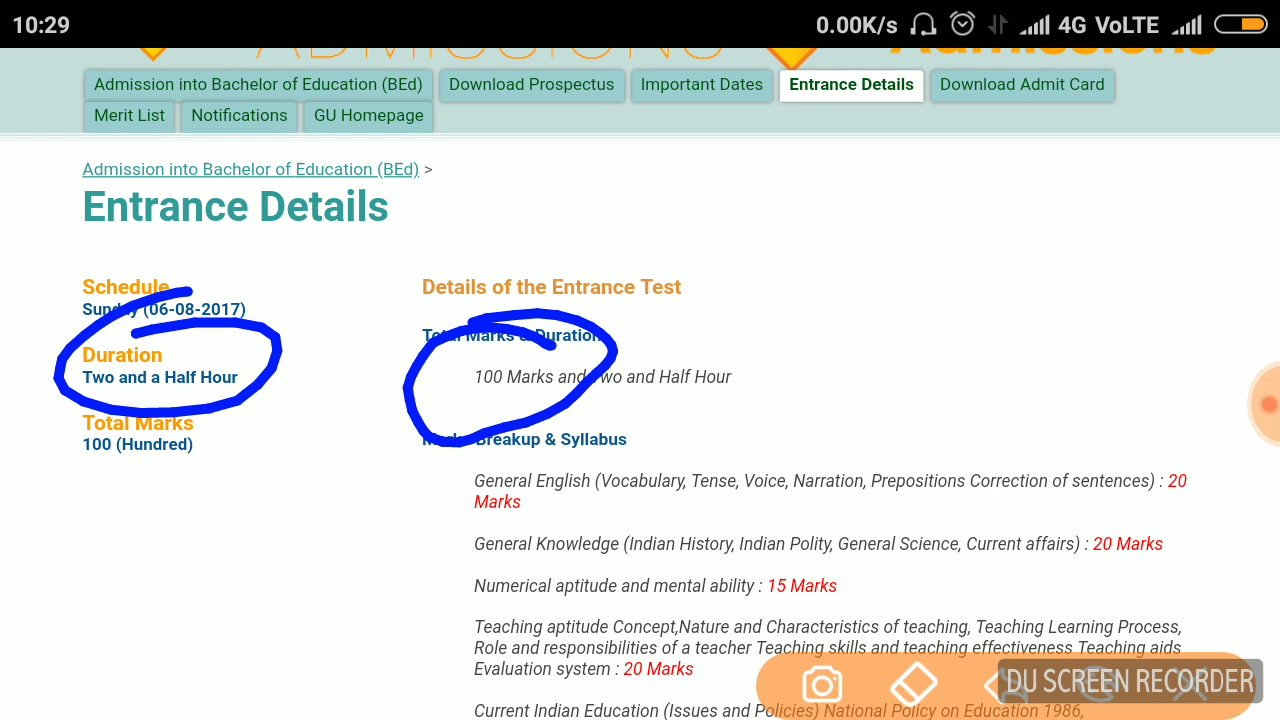 10:29 0.00K/s 4G VoLTE
ADMISSIONS Admissions
Admission into Bachelor of Education (BEd) Download Prospectus Important Dates Entrance Details Download Admit Card
Merit List Notifications GU Homepage
Admission into Bachelor of Education (BEd) >
Entrance Details
Schedule
Sunday (06-08-2017)
Duration
Two and a Half Hour
Total Marks
100 (Hundred)
Details of the Entrance Test
Total Marks & Duration
100 Marks and Two and Half Hour
Marks Breakup & Syllabus
General English (Vocabulary, Tense, Voice, Narration, Prepositions Correction of sentences) : 20
Marks
General Knowledge (Indian History, Indian Polity, General Science, Current affairs) : 20 Marks
Numerical aptitude and mental ability : 15 Marks
Teaching aptitude Concept,Nature and Characteristics of teaching, Teaching Learning Process,
Role and responsibilities of a teacher Teaching skills and teaching effectiveness Teaching aids
Evaluation system : 20 Marks
Current Indian Education (Issues and Policies) National Policy on Education 1986,
DU SCREEN RECORDER